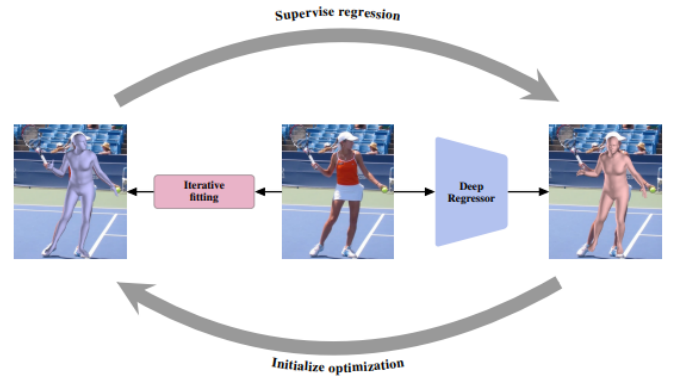 Supervise regression
Iterative
fitting
Deep
Regressor
Initialize optimization